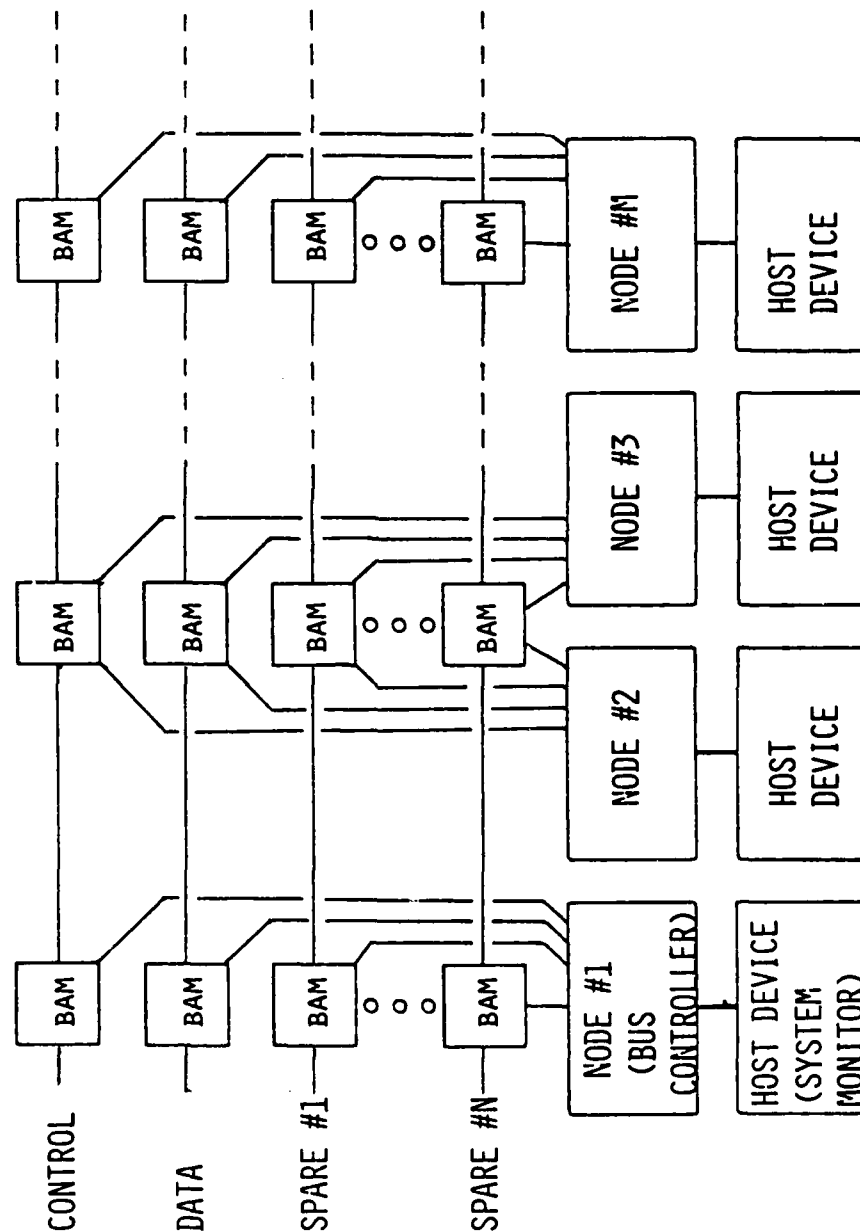 CONTROL
BAM
BAM
BAM
DATA
BAM
BAM
BAM
SPARE #1
BAM
BAM
BAM
SPARE #N
BAM
BAM
BAM
NODE #1
(BUS
CONTROLLER)
NODE #2
NODE #3
NODE #M
HOST DEVICE
(SYSTEM
MONITOR)
HOST
DEVICE
HOST
DEVICE
HOST
DEVICE